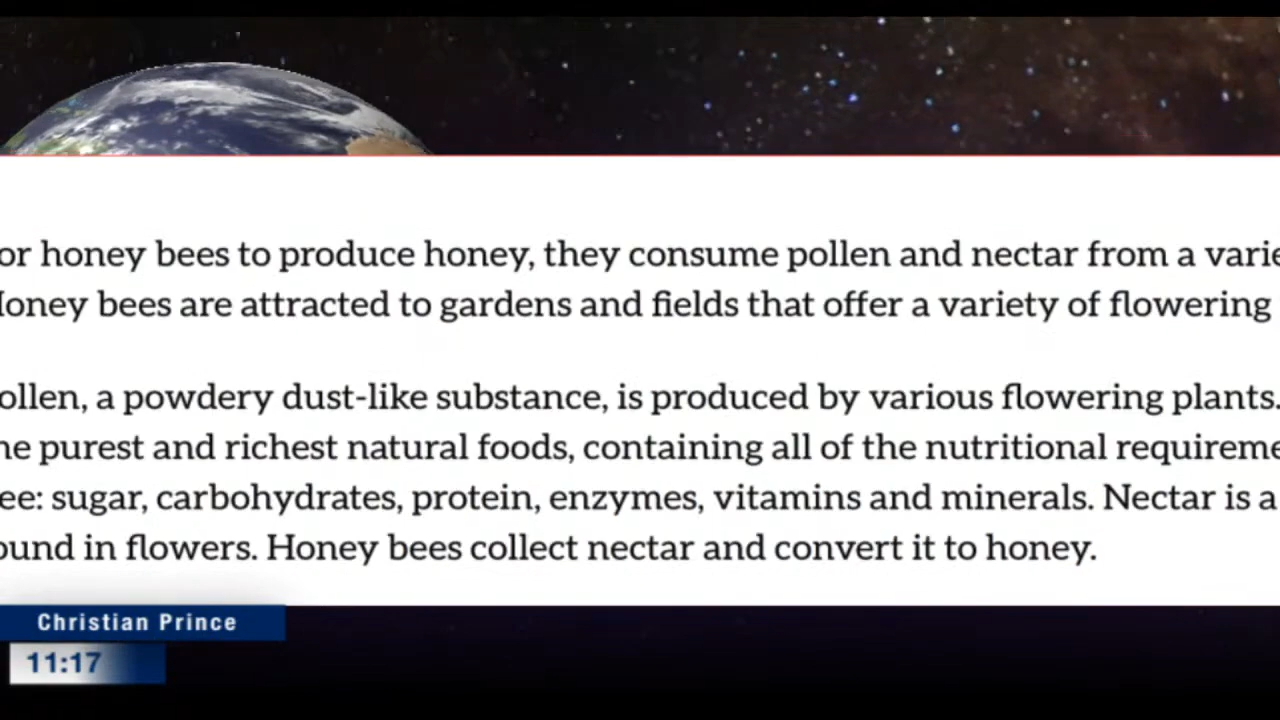 or honey bees to produce honey, they consume pollen and nectar from a varie
Honey bees are attracted to gardens and fields that offer a variety of flowering
ollen, a powdery dust-like substance, is produced by various flowering plants.
he purest and richest natural foods, containing all of the nutritional requireme
ee: sugar, carbohydrates, protein, enzymes, vitamins and minerals. Nectar is a
ound in flowers. Honey bees collect nectar and convert it to honey.
Christian Prince
11:17